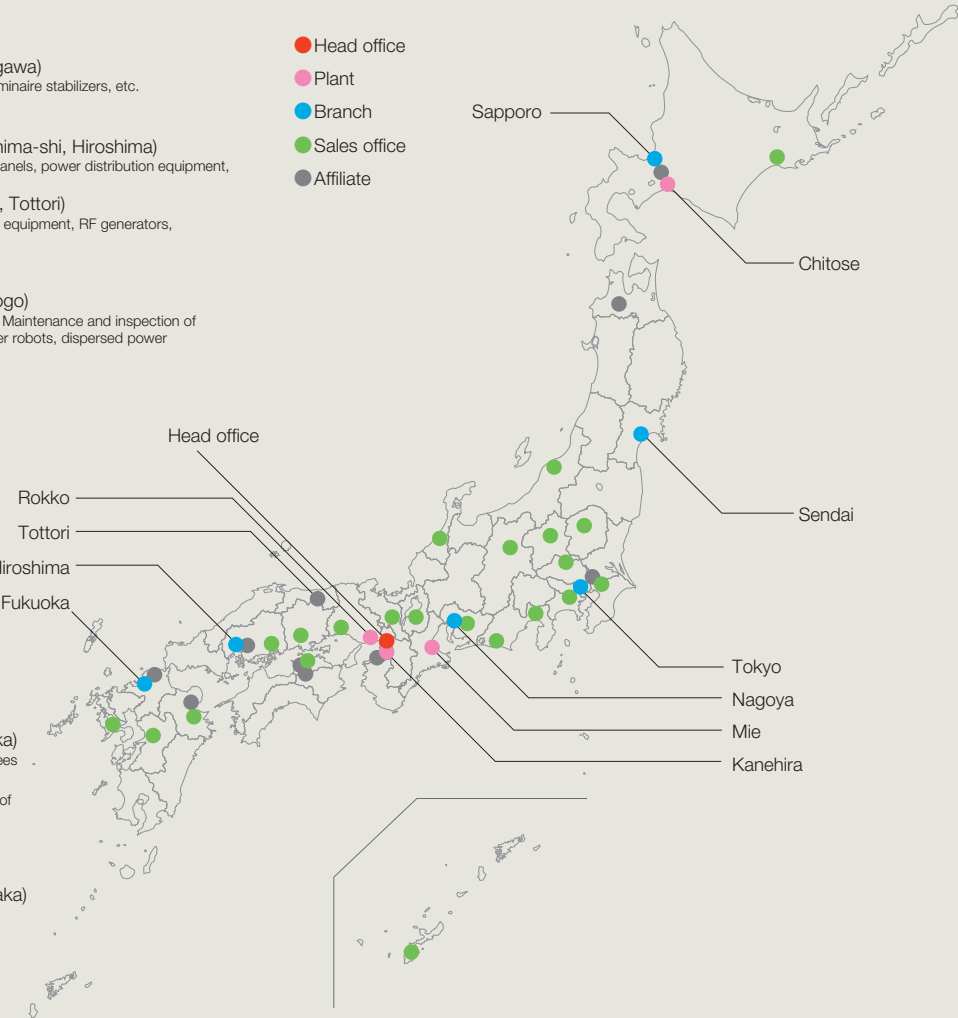 gawa)
minaire stabilizers, etc.
hima-shi, Hiroshima)
anels, power distribution equipment,
, Tottori)
equipment, RF generators,
ogo)
Maintenance and inspection of
er robots, dispersed power
Head office
Plant
Branch
Sales office
Affiliate
Sapporo
Chitose
Head office
Rokko
Tottori
Hiroshima
Fukuoka
Sendai
Tokyo
Nagoya
Mie
Kanehira
ka)
ees
of
aka)